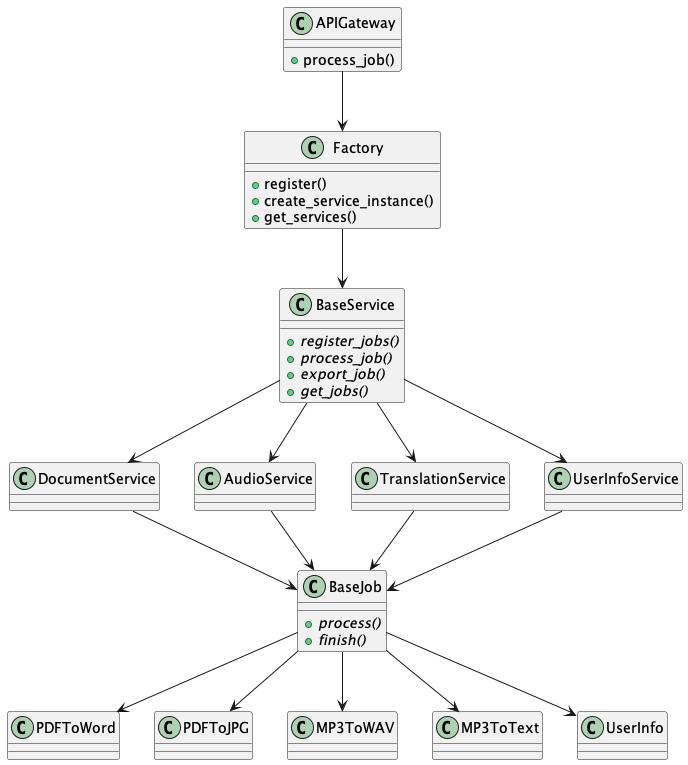 C APIGateway
process_job()
C Factory
register()
create_service_instance()
get_services()
C BaseService
register_jobs()
process_job()
export_job()
get_jobs()
C DocumentService
C AudioService
C TranslationService
C UserInfoService
C BaseJob
process()
finish()
C PDFToWord
C PDFToJPG
C MP3ToWAV
C MP3ToText
C UserInfo